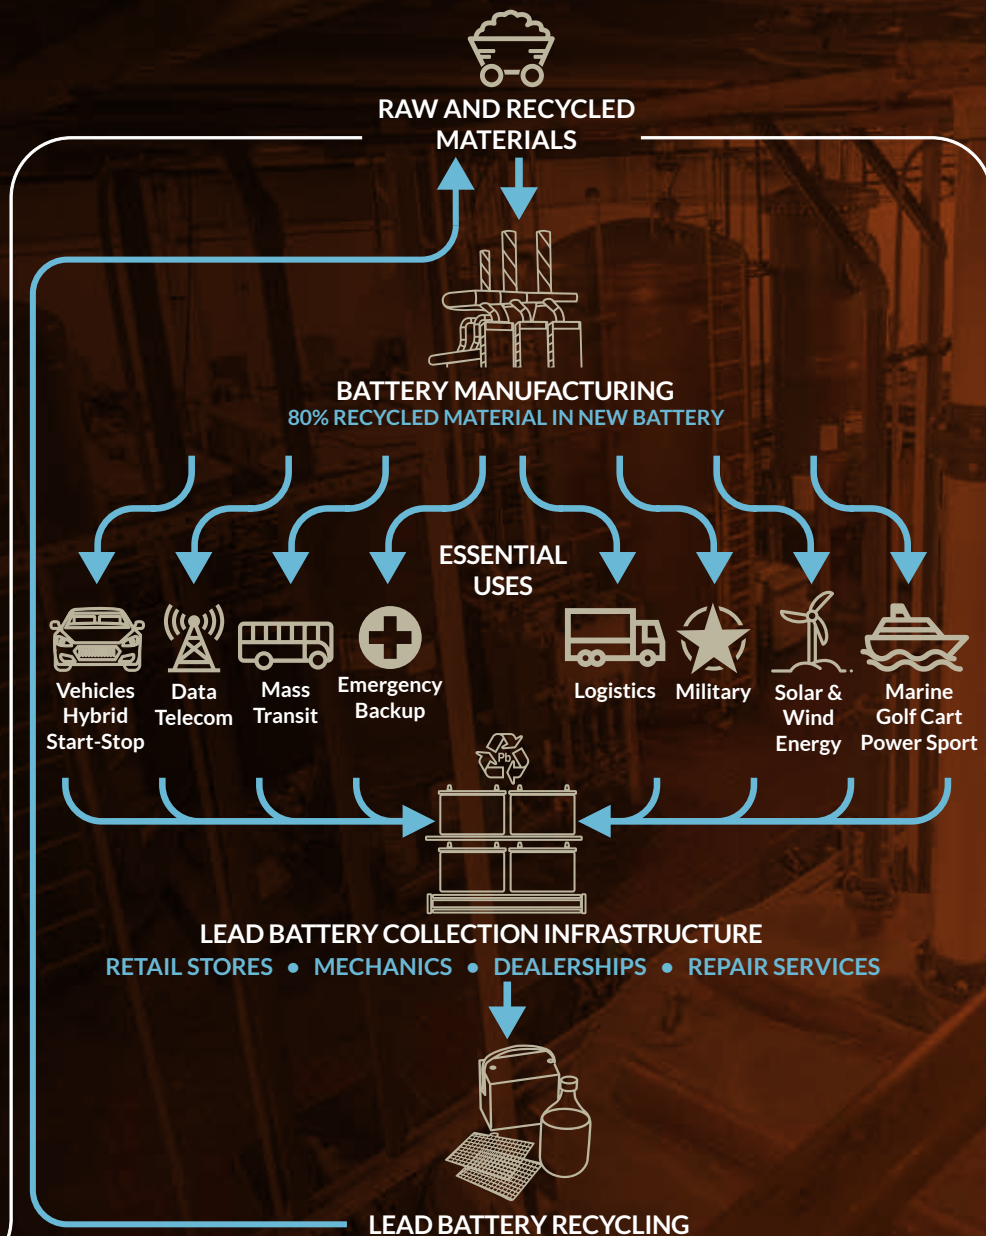 RAW AND RECYCLED
MATERIALS
BATTERY MANUFACTURING
80% RECYCLED MATERIAL IN NEW BATTERY
ESSENTIAL
USES
Vehicles
Hybrid
Start-Stop
Data
Telecom
Mass
Transit
Emergency
Backup
Logistics
Military
Solar &
Wind
Energy
Marine
Golf Cart
Power Sport
Pb
LEAD BATTERY COLLECTION INFRASTRUCTURE
RETAIL STORES • MECHANICS • DEALERSHIPS • REPAIR SERVICES
LEAD BATTERY RECYCLING